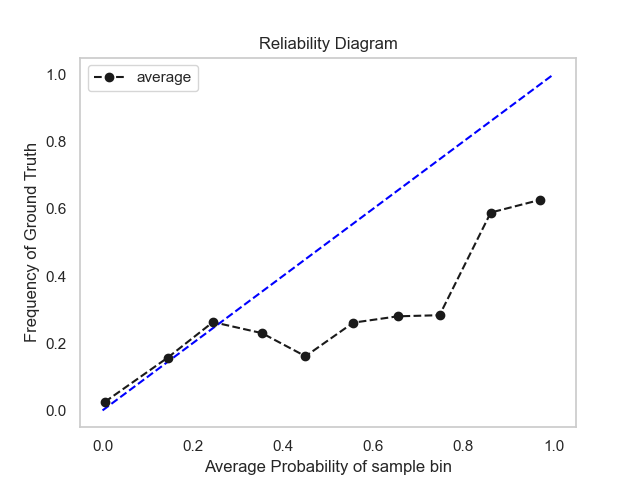 Reliability Diagram
average
1.0
0.8
0.6
0.4
0.2
0.0
Frequency of Ground Truth
0.0 0.2 0.4 0.6 0.8 1.0
Average Probability of sample bin